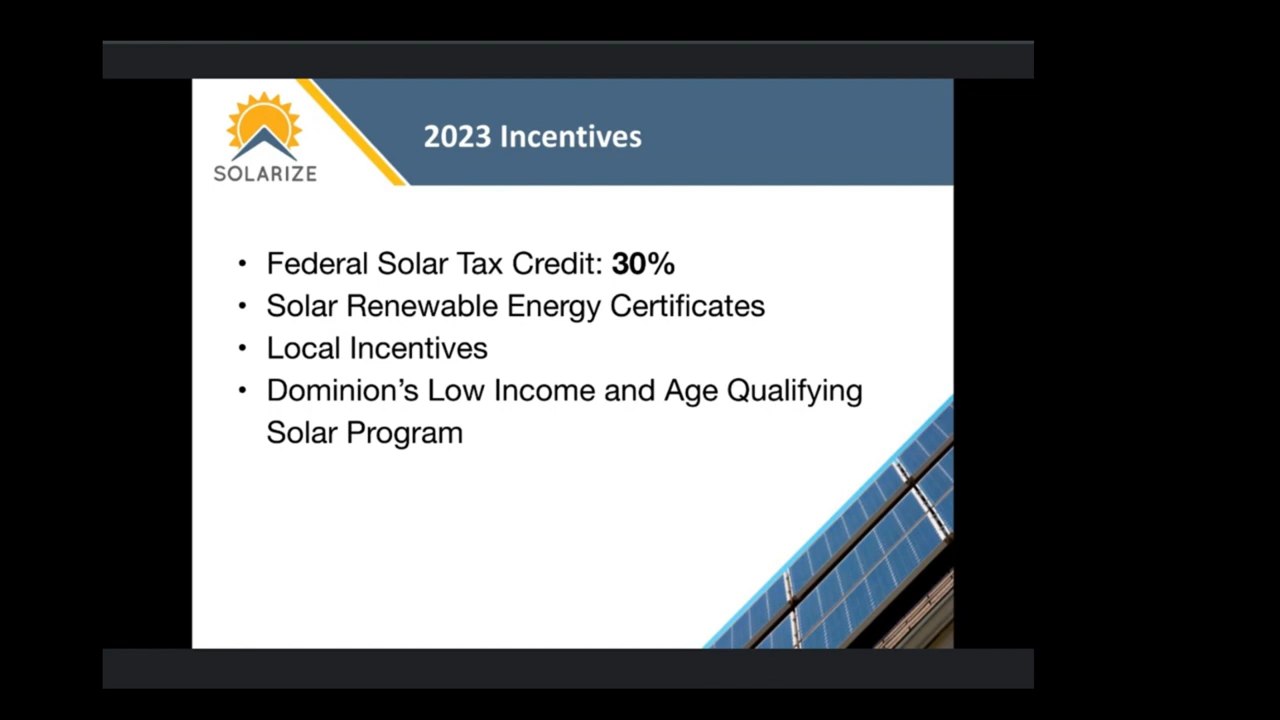 SOLARIZE
2023 Incentives
• Federal Solar Tax Credit: 30%
• Solar Renewable Energy Certificates
• Local Incentives
• Dominion’s Low Income and Age Qualifying
Solar Program